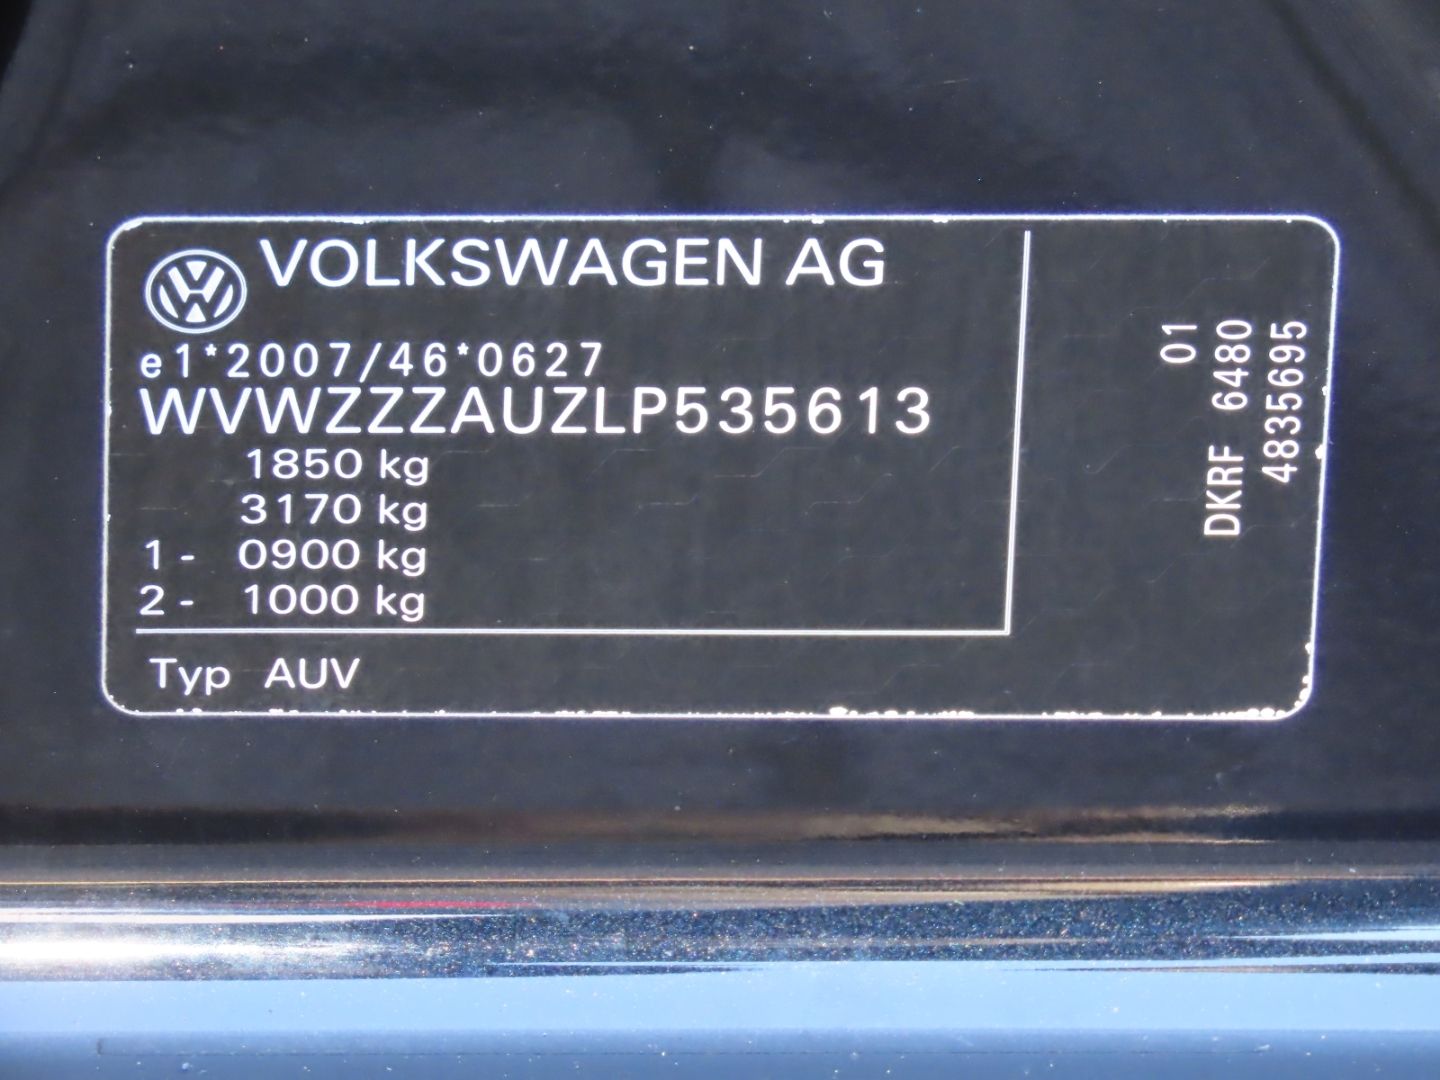 VOLKSWAGEN AG
e1*2007/46*0627
WVWZZZAUZLP535613
1850 kg
3170 kg
1 - 0900 kg
2 - 1000 kg
Typ AUV
01
DKRF 6480
4835695